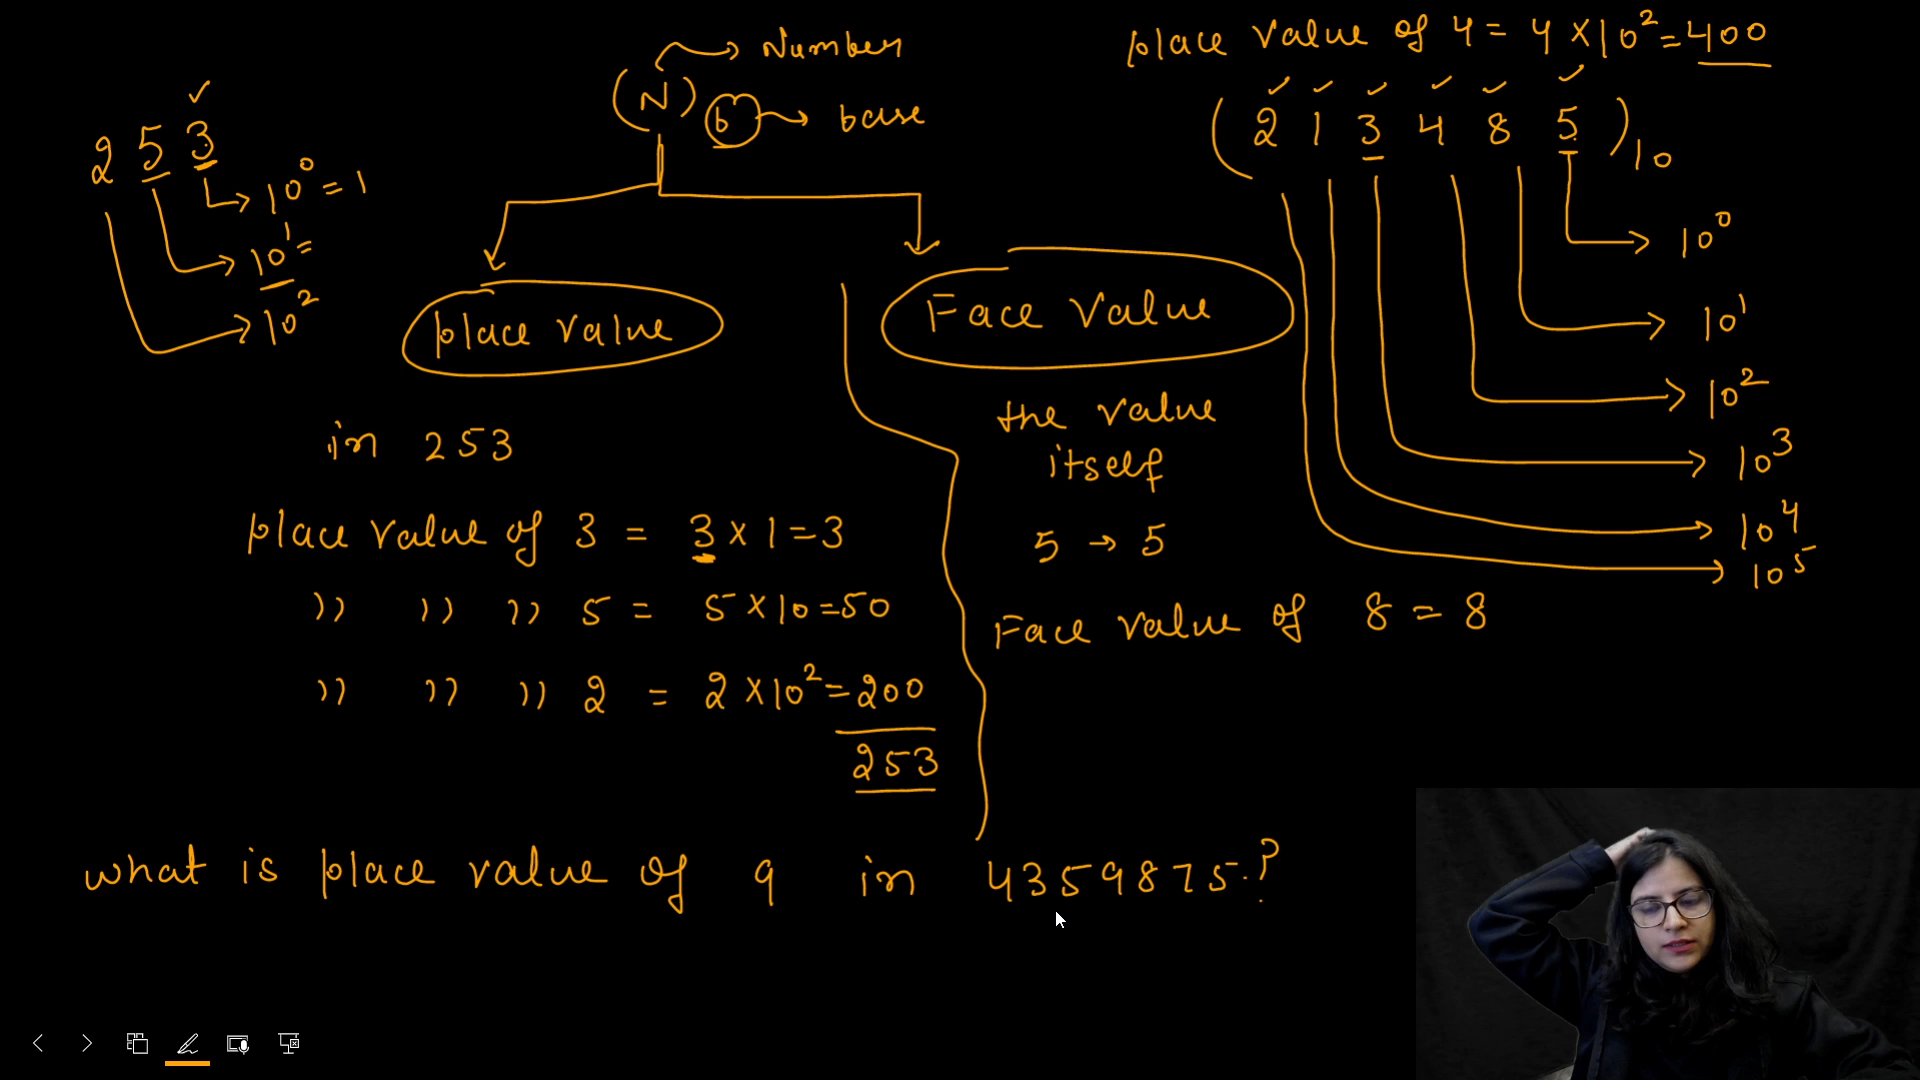 place value of 4 = 4 × 10² = 400
(N) b
Number
base
2 5 3
10⁰ = 1
10¹ =
10²
( 2 1 3 4 8 5 )10
10⁰
10¹
10²
10³
10⁴
10⁵
place value
Face Value
in 253
place value of 3 = 3 × 1 = 3
" " " 5 = 5 × 10 = 50
" " " 2 = 2 × 10² = 200
253
the value
itself
5 → 5
Face value of 8 = 8
what is place value of 9 in 4359875.?